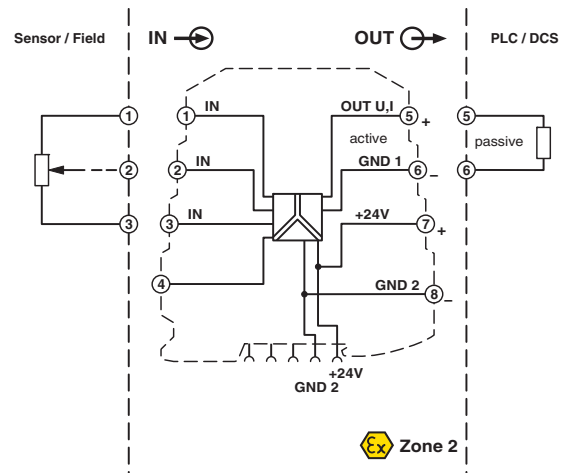 Sensor / Field
IN
OUT
PLC / DCS
1
1
IN
OUT U,I
5
+
5
active
passive
2
2
IN
GND 1
6
–
6
3
3
IN
+24V
7
+
4
GND 2
8
–
+24V
GND 2
Ex Zone 2